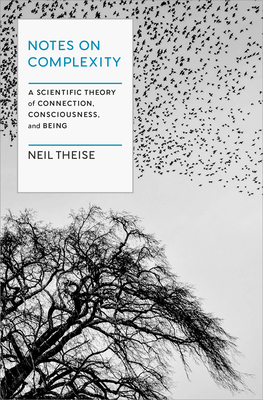 NOTES ON
COMPLEXITY
A SCIENTIFIC THEORY
of CONNECTION,
CONSCIOUSNESS,
and BEING
NEIL THEISE